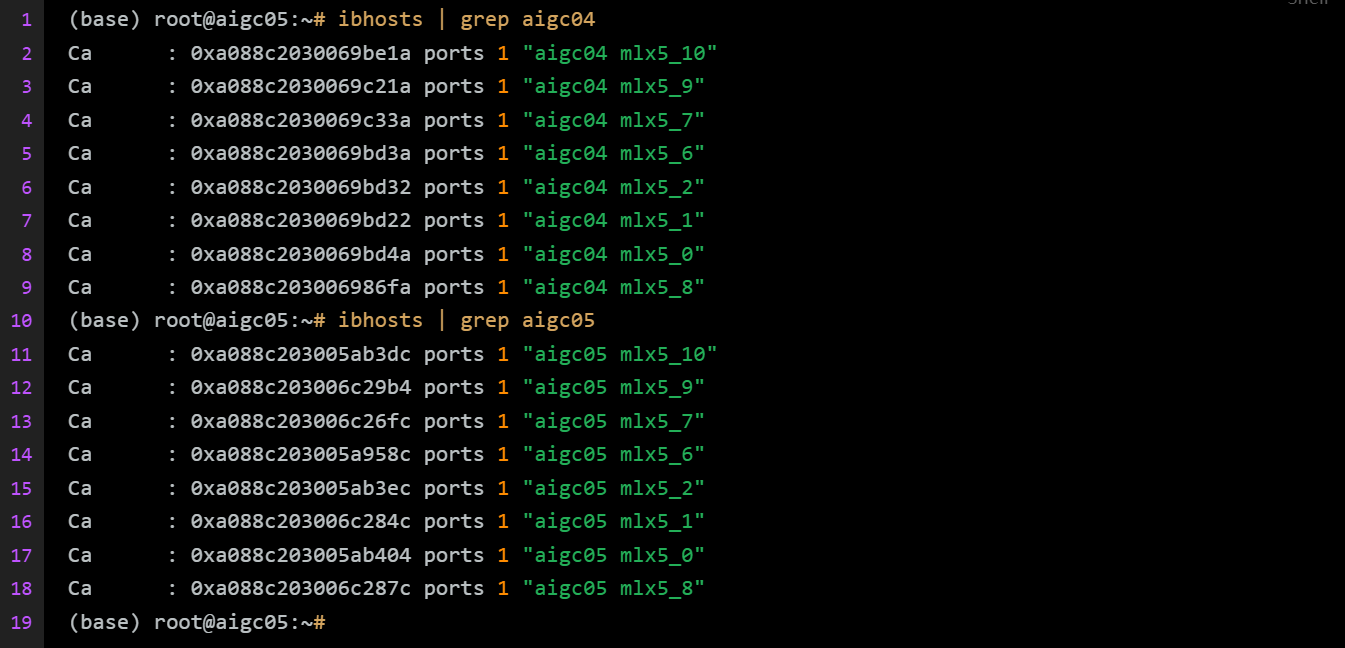 Shell
1 (base) root@aigc05:~# ibhosts | grep aigc04
2 Ca      : 0xa088c2030069be1a ports 1 "aigc04 mlx5_10"
3 Ca      : 0xa088c2030069c21a ports 1 "aigc04 mlx5_9"
4 Ca      : 0xa088c2030069c33a ports 1 "aigc04 mlx5_7"
5 Ca      : 0xa088c2030069bd3a ports 1 "aigc04 mlx5_6"
6 Ca      : 0xa088c2030069bd32 ports 1 "aigc04 mlx5_2"
7 Ca      : 0xa088c2030069bd22 ports 1 "aigc04 mlx5_1"
8 Ca      : 0xa088c2030069bd4a ports 1 "aigc04 mlx5_0"
9 Ca      : 0xa088c203006986fa ports 1 "aigc04 mlx5_8"
10 (base) root@aigc05:~# ibhosts | grep aigc05
11 Ca      : 0xa088c203005ab3dc ports 1 "aigc05 mlx5_10"
12 Ca      : 0xa088c203006c29b4 ports 1 "aigc05 mlx5_9"
13 Ca      : 0xa088c203006c26fc ports 1 "aigc05 mlx5_7"
14 Ca      : 0xa088c203005a958c ports 1 "aigc05 mlx5_6"
15 Ca      : 0xa088c203005ab3ec ports 1 "aigc05 mlx5_2"
16 Ca      : 0xa088c203006c284c ports 1 "aigc05 mlx5_1"
17 Ca      : 0xa088c203005ab404 ports 1 "aigc05 mlx5_0"
18 Ca      : 0xa088c203006c287c ports 1 "aigc05 mlx5_8"
19 (base) root@aigc05:~#